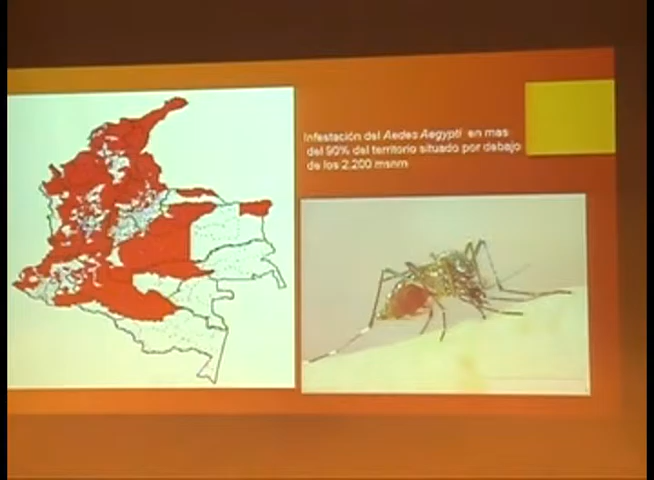 Infestación del Aedes Aegypti en mas
del 90% del territorio situado por debajo
de los 2.200 msnm